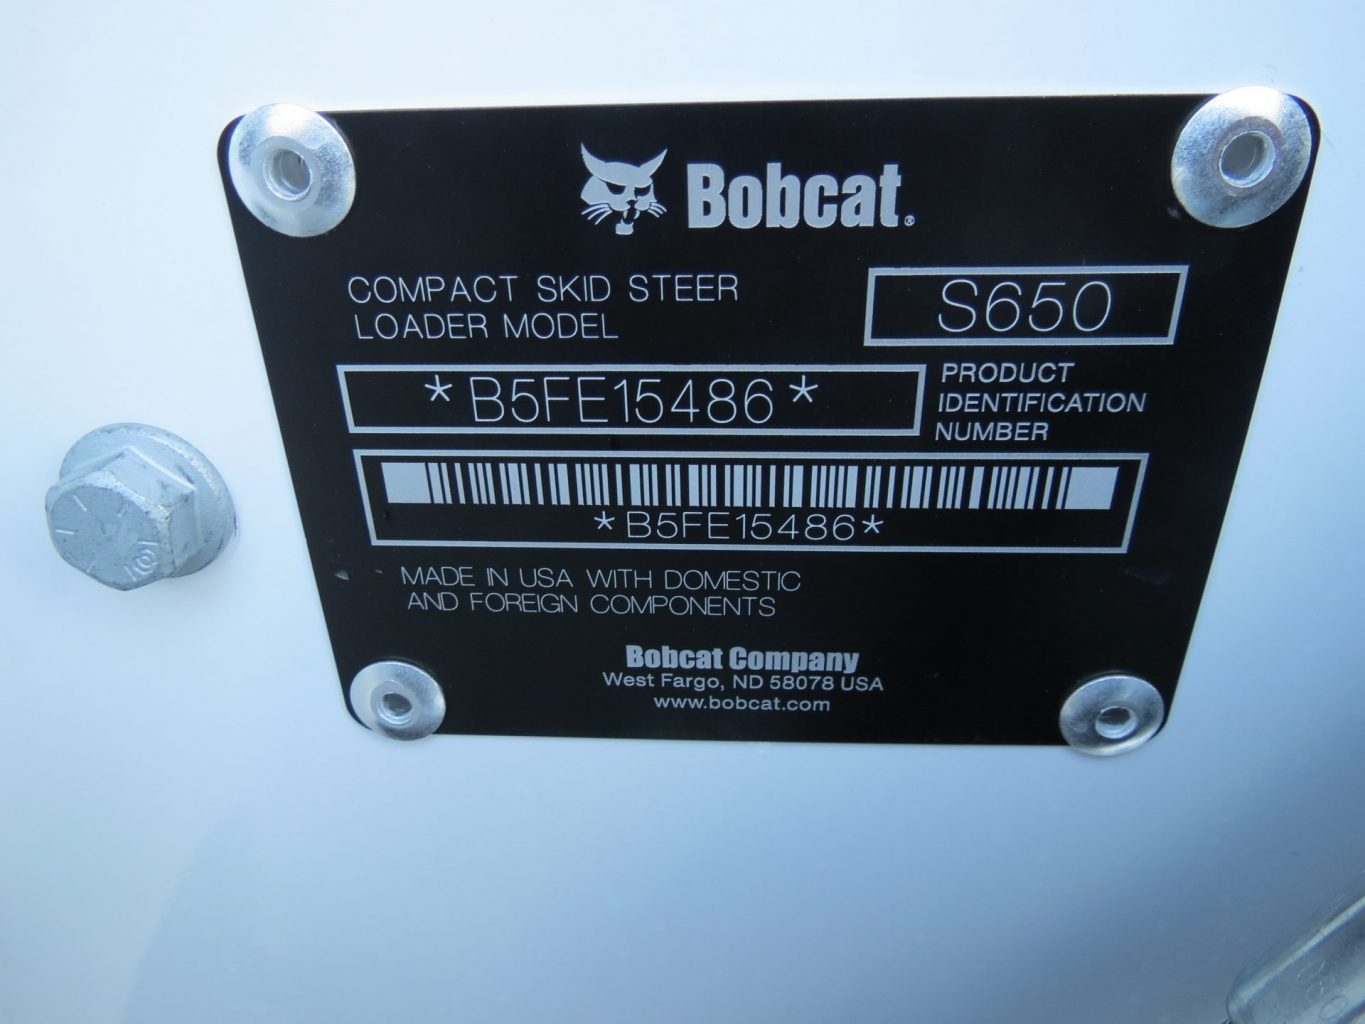 Bobcat®
COMPACT SKID STEER
LOADER MODEL
S650
*B5FE15486*
PRODUCT
IDENTIFICATION
NUMBER
*B5FE15486*
MADE IN USA WITH DOMESTIC
AND FOREIGN COMPONENTS
Bobcat Company
West Fargo, ND 58078 USA
www.bobcat.com